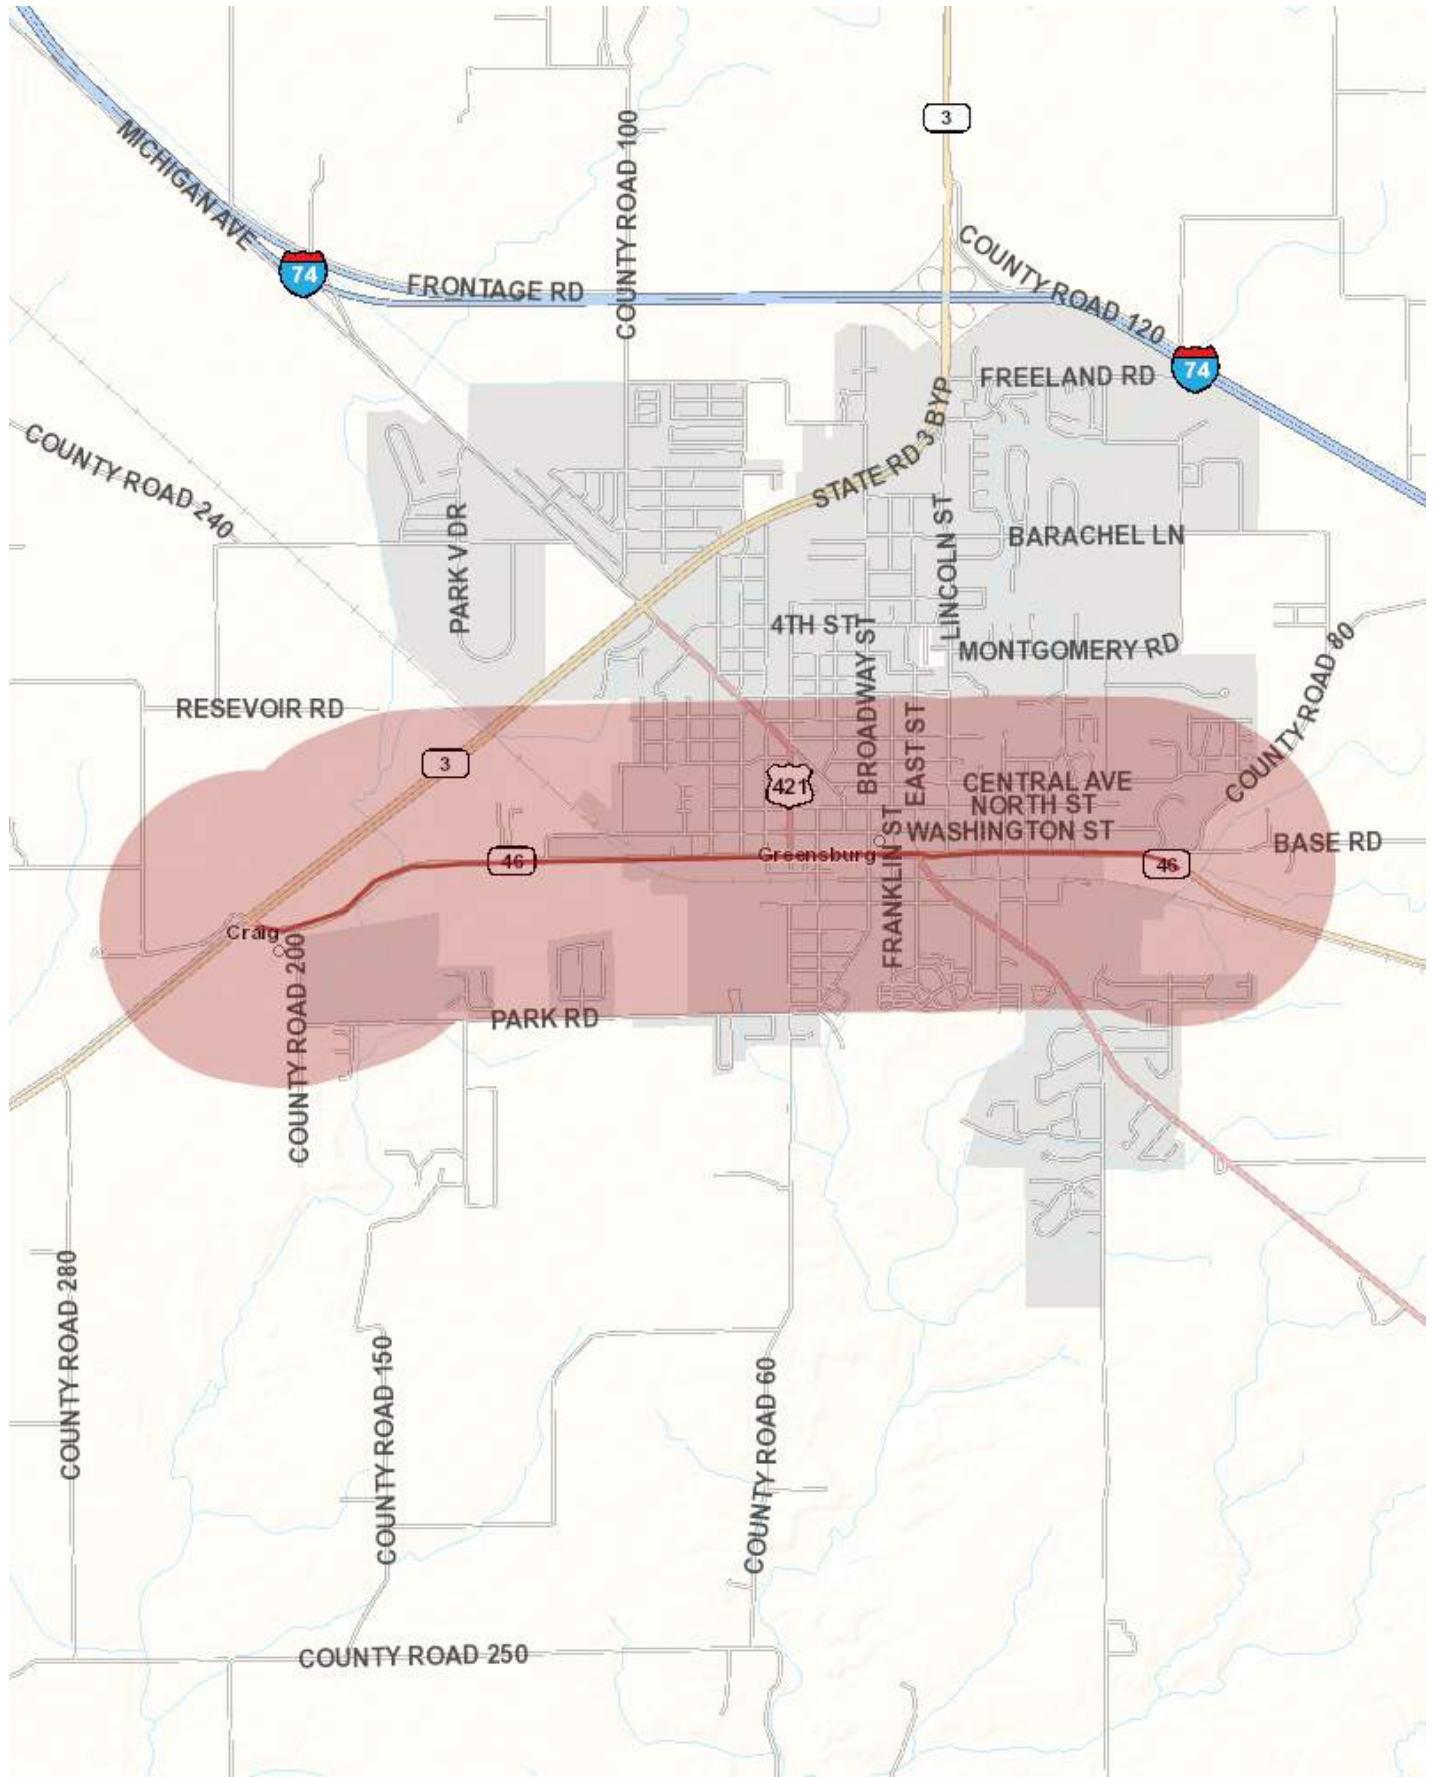 3
COUNTY ROAD 100
MICHIGAN AVE
COUNTY ROAD 120
74
FRONTAGE RD
74
FREELAND RD
STATE RD 3 BYP
COUNTY ROAD 240
PARK V DR
LINCOLN ST
BARACHEL LN
4TH ST
BROADWAY ST
MONTGOMERY RD
COUNTY ROAD 80
RESEVOIR RD
EAST ST
3
421
CENTRAL AVE
NORTH ST
WASHINGTON ST
FRANKLIN ST
BASE RD
46
Greensburg
46
Craig
COUNTY ROAD 200
PARK RD
COUNTY ROAD 280
COUNTY ROAD 150
COUNTY ROAD 60
COUNTY ROAD 250